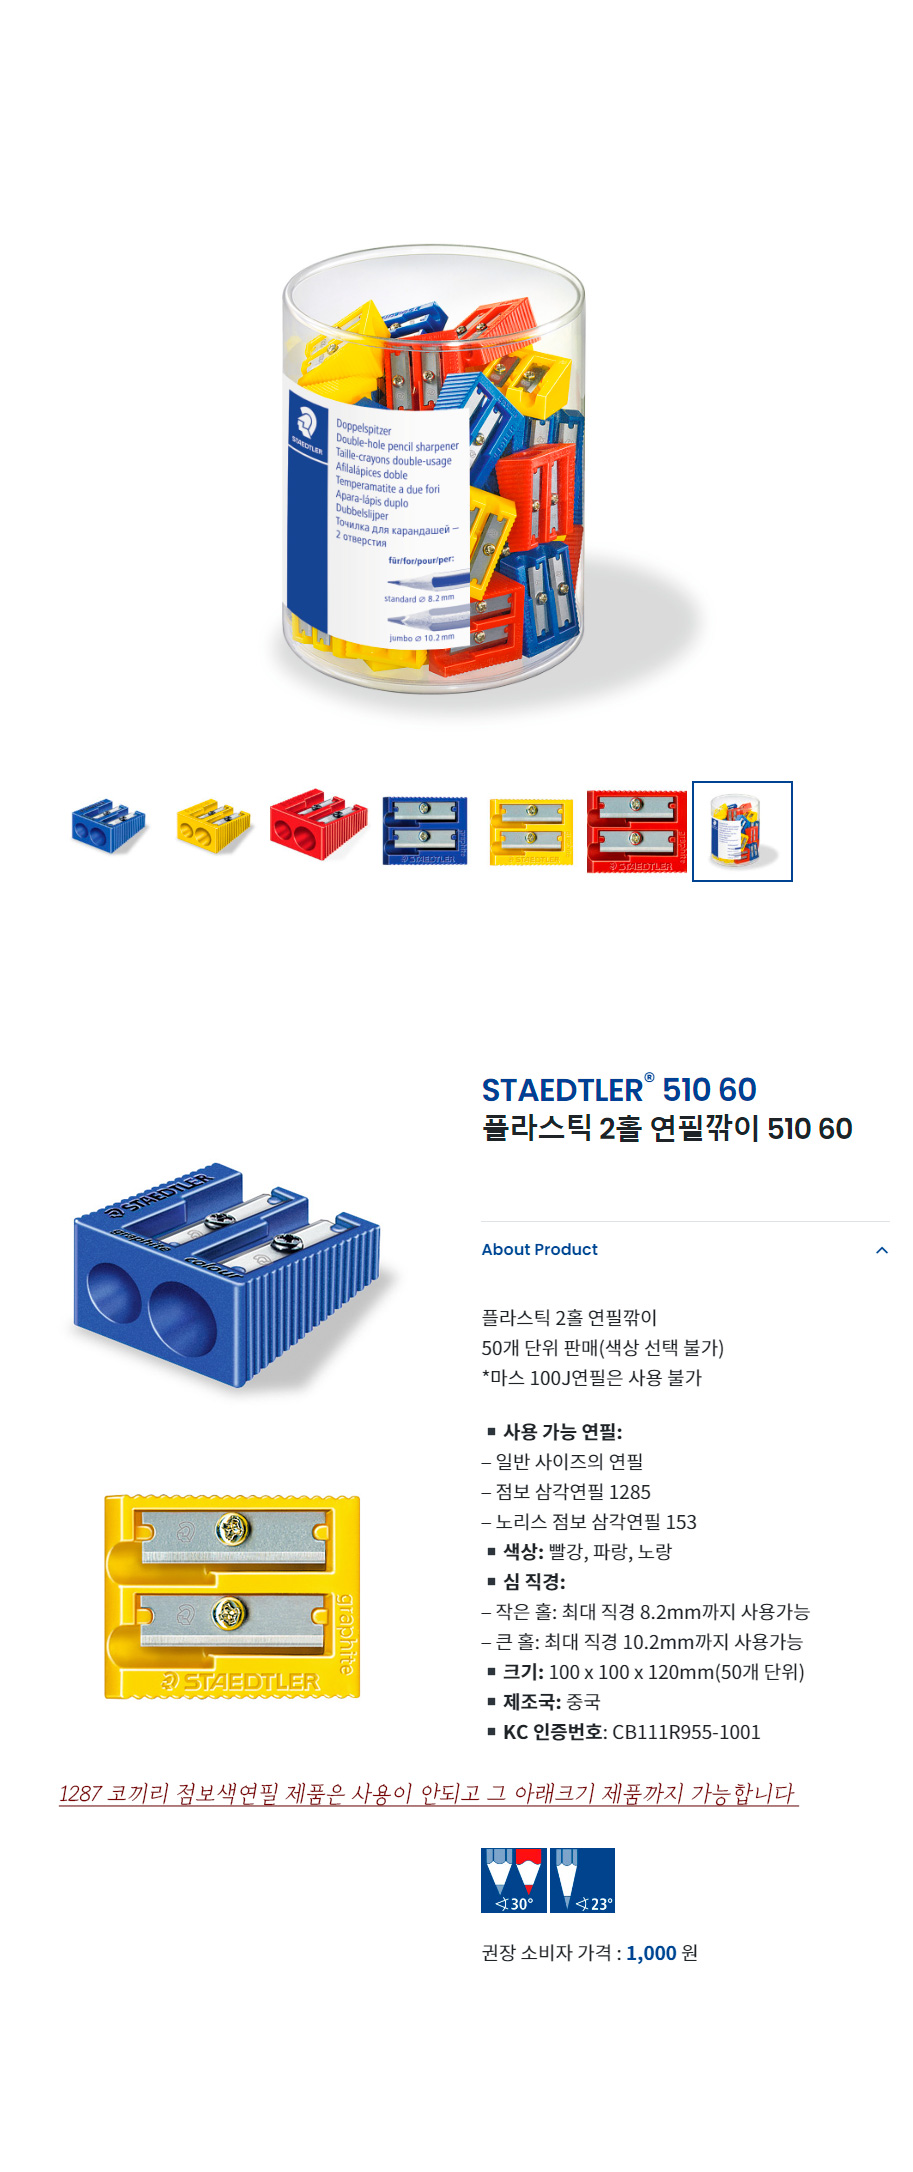 STAEDTLER
Doppelspitzer
Double-hole pencil sharpener
Taille-crayons double-usage
Afilalápices doble
Temperamatite a due fori
Apara-lápis duplo
Dubbelslijper
Точилка для карандашей –
2 отверстия
für/for/pour/per:
standard ⌀ 8.2 mm
jumbo ⌀ 10.2 mm
STAEDTLER® 510 60
플라스틱 2홀 연필깎이 510 60
STAEDTLER
graphite
colour
About Product
플라스틱 2홀 연필깎이
50개 단위 판매(색상 선택 불가)
*마스 100J연필은 사용 불가
▪ 사용 가능 연필:
– 일반 사이즈의 연필
– 점보 삼각연필 1285
– 노리스 점보 삼각연필 153
▪ 색상: 빨강, 파랑, 노랑
▪ 심 직경:
– 작은 홀: 최대 직경 8.2mm까지 사용가능
– 큰 홀: 최대 직경 10.2mm까지 사용가능
▪ 크기: 100 x 100 x 120mm(50개 단위)
▪ 제조국: 중국
▪ KC 인증번호: CB111R955-1001
graphite
STAEDTLER
1287 코끼리 점보색연필 제품은 사용이 안되고 그 아래크기 제품까지 가능합니다
∢30°
∢23°
권장 소비자 가격 : 1,000 원